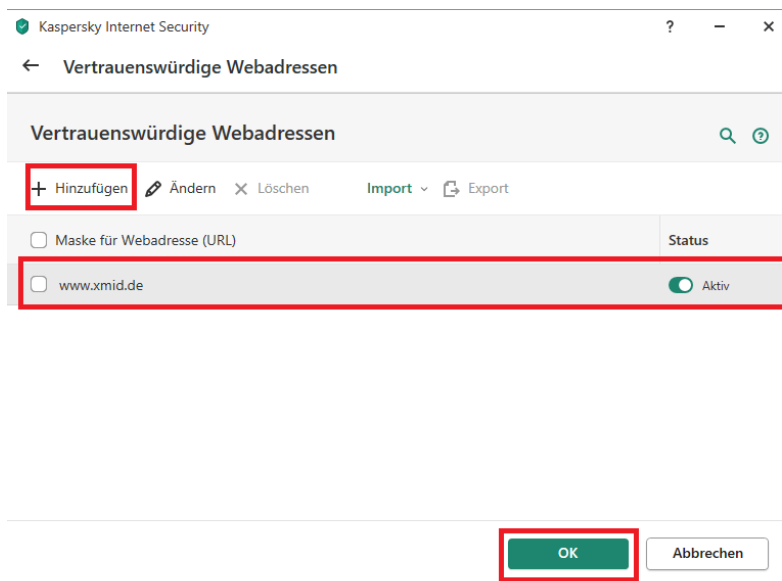 Kaspersky Internet Security
Vertrauenswürdige Webadressen
Vertrauenswürdige Webadressen
Hinzufügen Ändern Löschen Import Export
Maske für Webadresse (URL) Status
www.xmid.de Aktiv
OK Abbrechen